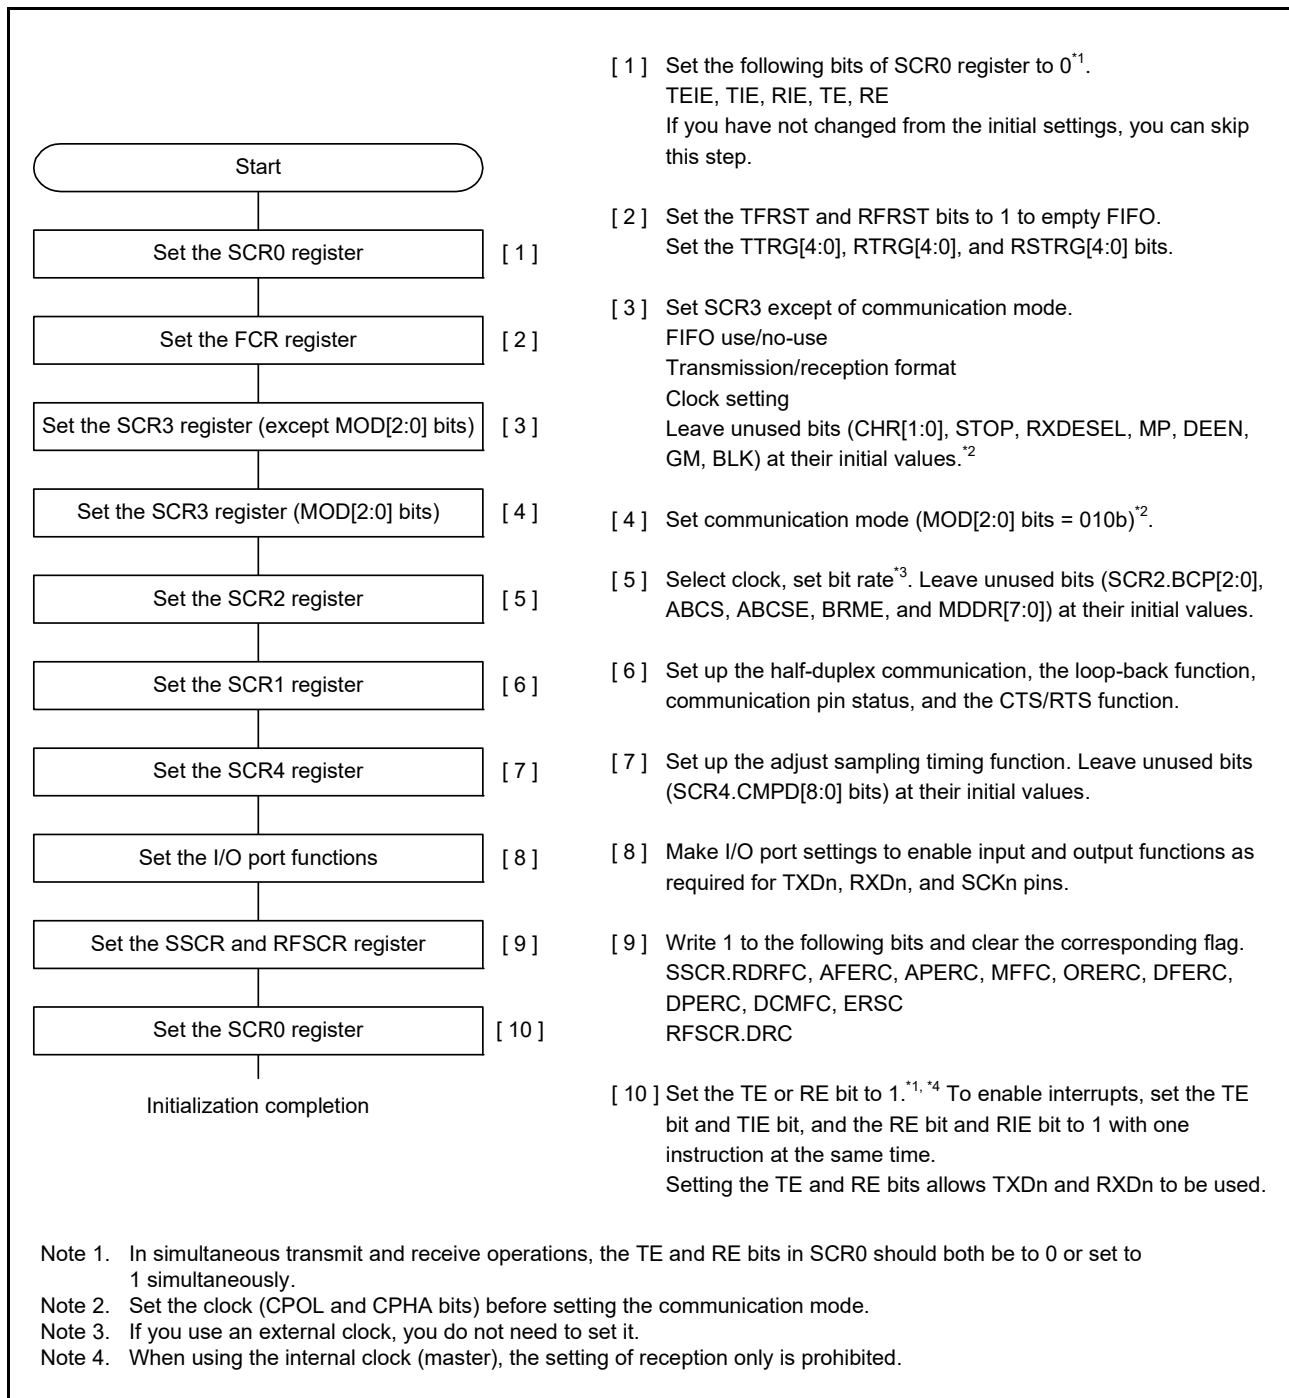 Start
Set the SCR0 register [ 1 ]
Set the FCR register [ 2 ]
Set the SCR3 register (except MOD[2:0] bits) [ 3 ]
Set the SCR3 register (MOD[2:0] bits) [ 4 ]
Set the SCR2 register [ 5 ]
Set the SCR1 register [ 6 ]
Set the SCR4 register [ 7 ]
Set the I/O port functions [ 8 ]
Set the SSCR and RFSCR register [ 9 ]
Set the SCR0 register [ 10 ]
Initialization completion
[ 1 ] Set the following bits of SCR0 register to 0*1.
TEIE, TIE, RIE, TE, RE
If you have not changed from the initial settings, you can skip
this step.
[ 2 ] Set the TFRST and RFRST bits to 1 to empty FIFO.
Set the TTRG[4:0], RTRG[4:0], and RSTRG[4:0] bits.
[ 3 ] Set SCR3 except of communication mode.
FIFO use/no-use
Transmission/reception format
Clock setting
Leave unused bits (CHR[1:0], STOP, RXDESEL, MP, DEEN,
GM, BLK) at their initial values.*2
[ 4 ] Set communication mode (MOD[2:0] bits = 010b)*2.
[ 5 ] Select clock, set bit rate*3. Leave unused bits (SCR2.BCP[2:0],
ABCS, ABCSE, BRME, and MDDR[7:0]) at their initial values.
[ 6 ] Set up the half-duplex communication, the loop-back function,
communication pin status, and the CTS/RTS function.
[ 7 ] Set up the adjust sampling timing function. Leave unused bits
(SCR4.CMPD[8:0] bits) at their initial values.
[ 8 ] Make I/O port settings to enable input and output functions as
required for TXDn, RXDn, and SCKn pins.
[ 9 ] Write 1 to the following bits and clear the corresponding flag.
SSCR.RDRFC, AFERC, APERC, MFFC, ORERC, DFERC,
DPERC, DCMFC, ERSC
RFSCR.DRC
[ 10 ] Set the TE or RE bit to 1.*1, *4 To enable interrupts, set the TE
bit and TIE bit, and the RE bit and RIE bit to 1 with one
instruction at the same time.
Setting the TE and RE bits allows TXDn and RXDn to be used.
Note 1. In simultaneous transmit and receive operations, the TE and RE bits in SCR0 should both be to 0 or set to
1 simultaneously.
Note 2. Set the clock (CPOL and CPHA bits) before setting the communication mode.
Note 3. If you use an external clock, you do not need to set it.
Note 4. When using the internal clock (master), the setting of reception only is prohibited.